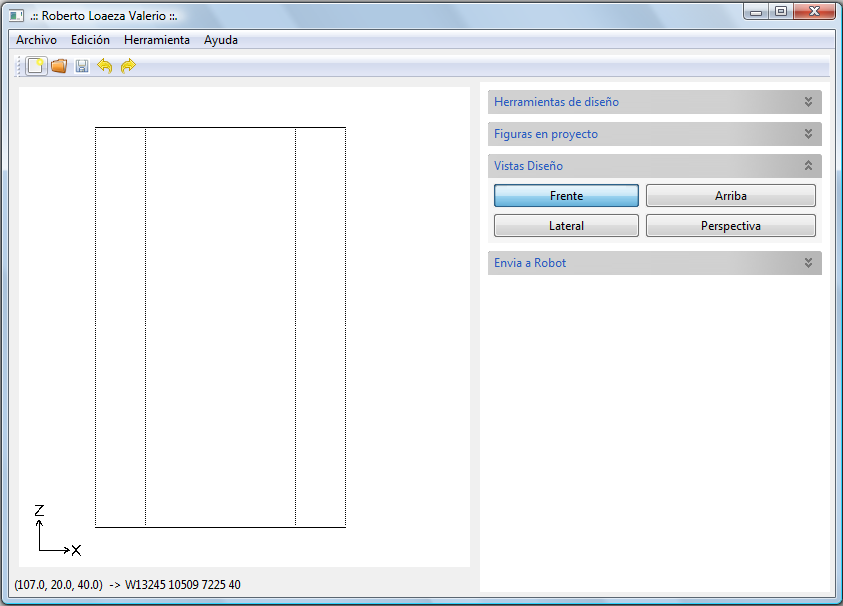 .:: Roberto Loaeza Valerio ::.
Archivo Edición Herramienta Ayuda
Herramientas de diseño
Figuras en proyecto
Vistas Diseño
Frente Arriba
Lateral Perspectiva
Envia a Robot
Z
X
(107.0, 20.0, 40.0) -> W13245 10509 7225 40